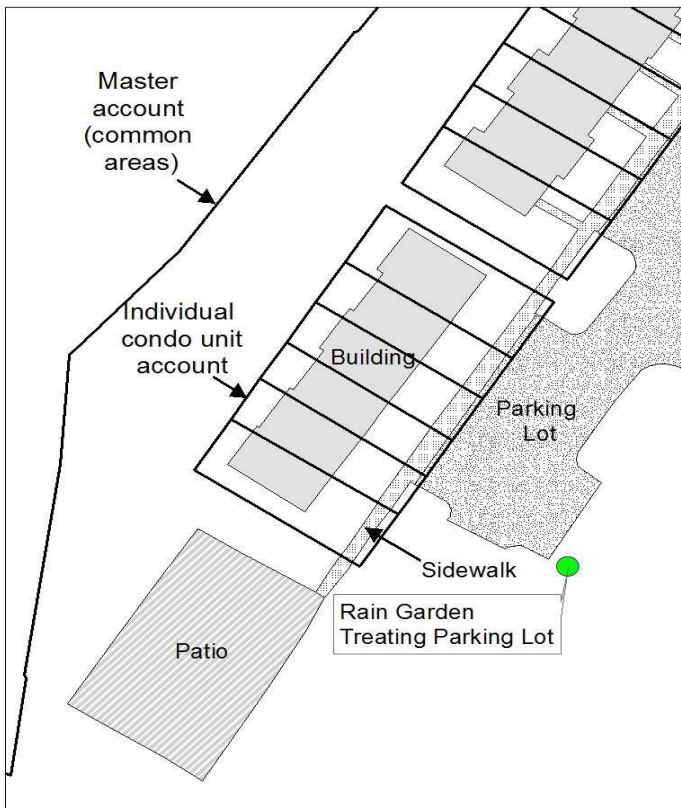 Master
account
(common
areas)
Individual
condo unit
account
Building
Parking
Lot
Sidewalk
Rain Garden
Treating Parking Lot
Patio